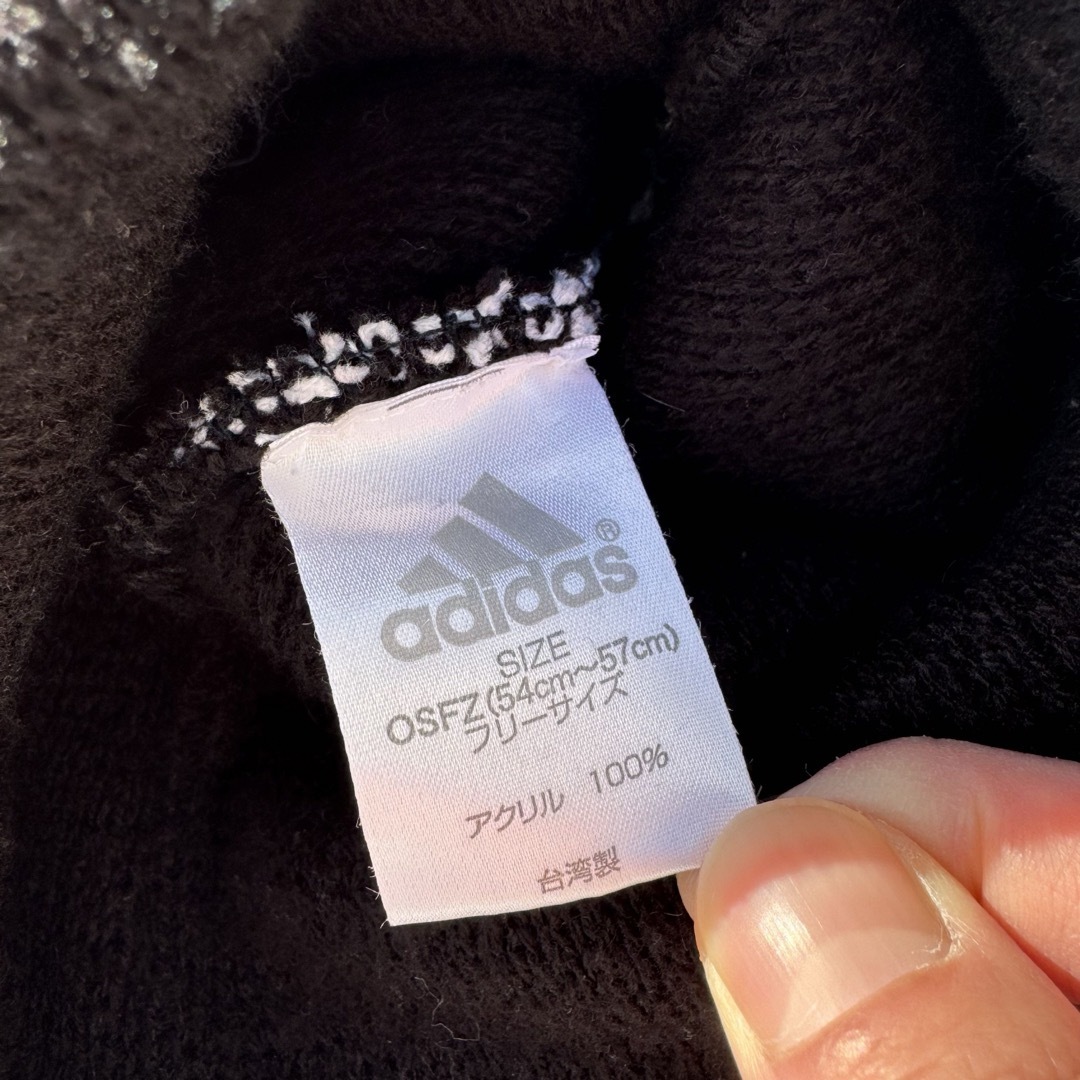 adidas®
SIZE
OSFZ(54cm～57cm)
フリーサイズ
アクリル 100%
台湾製